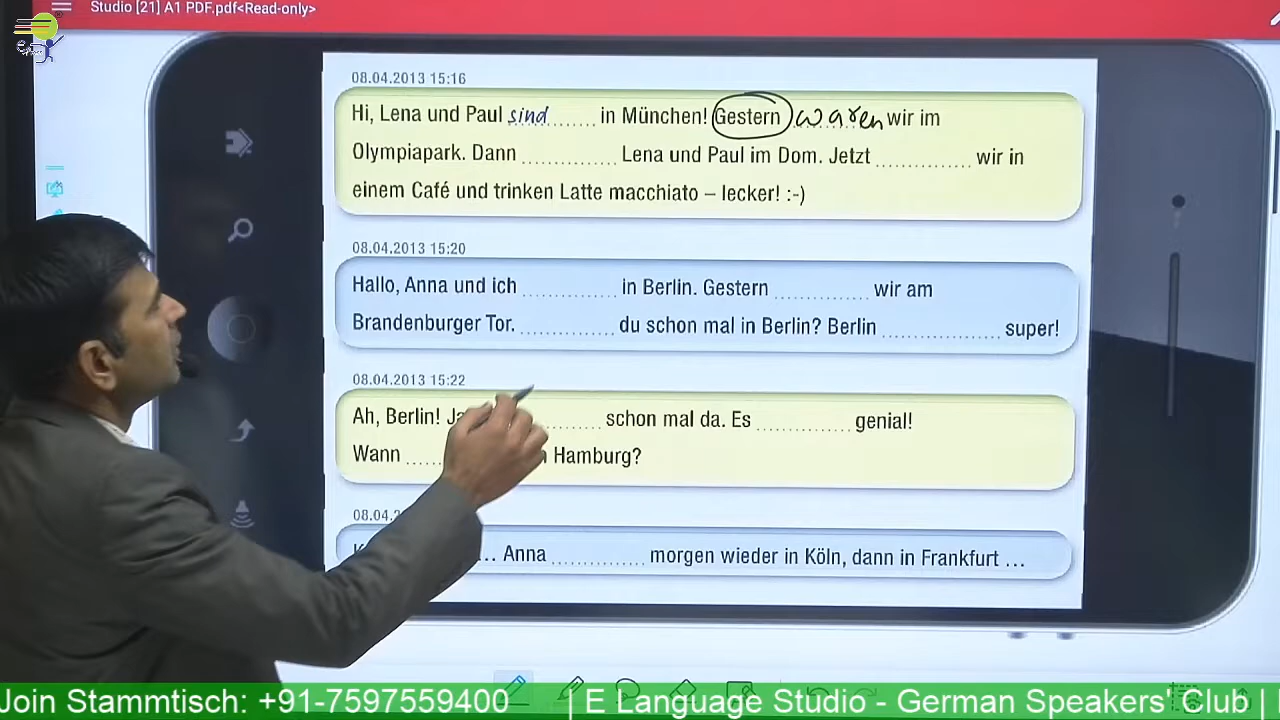 Studio [21] A1 PDF.pdf<Read-only>
08.04.2013 15:16
Hi, Lena und Paul sind in München! Gestern waren wir im
Olympiapark. Dann ............ Lena und Paul im Dom. Jetzt ............ wir in
einem Café und trinken Latte macchiato – lecker! :-)
08.04.2013 15:20
Hallo, Anna und ich ............ in Berlin. Gestern ............ wir am
Brandenburger Tor. ............ du schon mal in Berlin? Berlin ............ super!
08.04.2013 15:22
Ah, Berlin! ............ schon mal da. Es ............ genial!
Wann ............ Hamburg?
08.04.2
... Anna ............ morgen wieder in Köln, dann in Frankfurt ...
Join Stammtisch: +91-7597559400 | E Language Studio - German Speakers' Club |